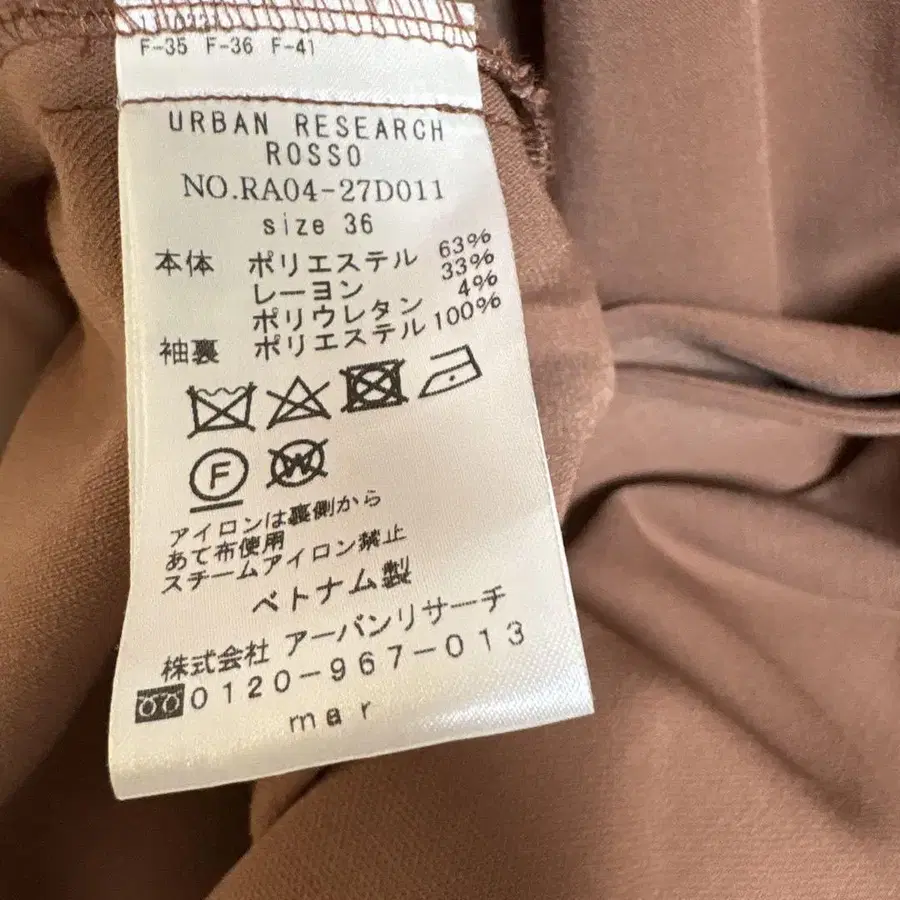 F-35 F-36 F-41
URBAN RESEARCH
ROSSO
NO.RA04-27D011
size 36
本体 ポリエステル 63%
レーヨン 33%
ポリウレタン 4%
袖裏 ポリエステル 100%
F
W
アイロンは裏側から
あて布使用
スチームアイロン禁止
ベトナム製
株式会社 アーバンリサーチ
0120-967-013
mar